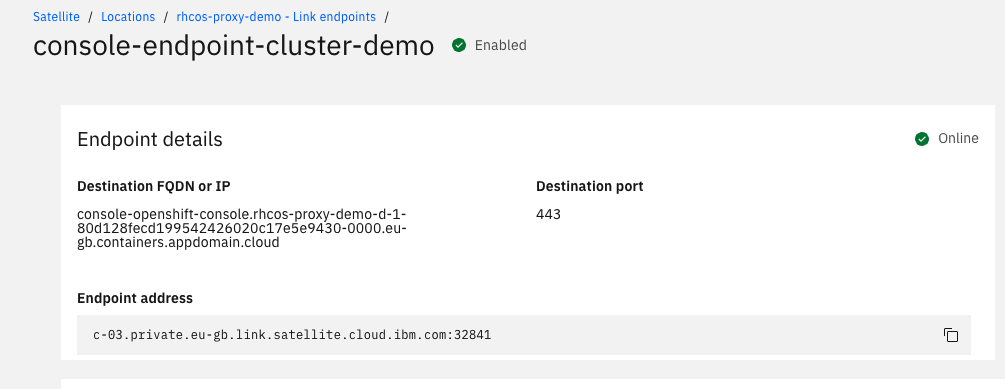 Satellite / Locations / rhcos-proxy-demo - Link endpoints /
console-endpoint-cluster-demo Enabled
Endpoint details Online
Destination FQDN or IP Destination port
console-openshift-console.rhcos-proxy-demo-d-1- 443
80d128fecd199542426020c17e5e9430-0000.eu-
gb.containers.appdomain.cloud
Endpoint address
c-03.private.eu-gb.link.satellite.cloud.ibm.com:32841